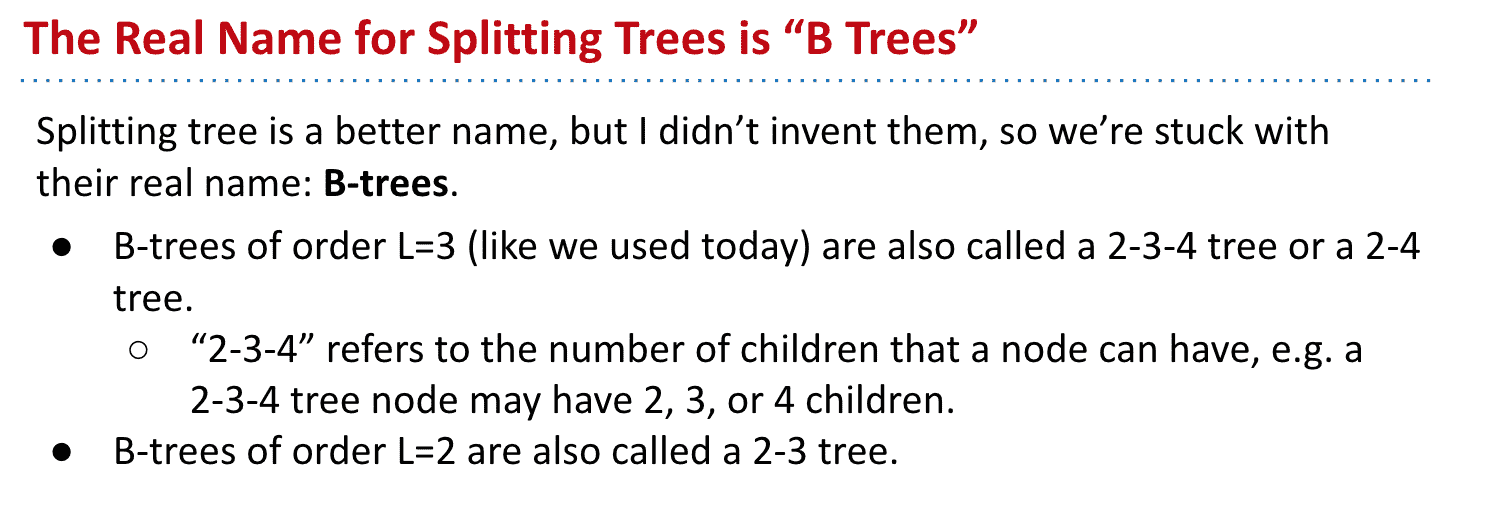 The Real Name for Splitting Trees is “B Trees”
Splitting tree is a better name, but I didn’t invent them, so we’re stuck with
their real name: B-trees.
● B-trees of order L=3 (like we used today) are also called a 2-3-4 tree or a 2-4
tree.
○ “2-3-4” refers to the number of children that a node can have, e.g. a
2-3-4 tree node may have 2, 3, or 4 children.
● B-trees of order L=2 are also called a 2-3 tree.